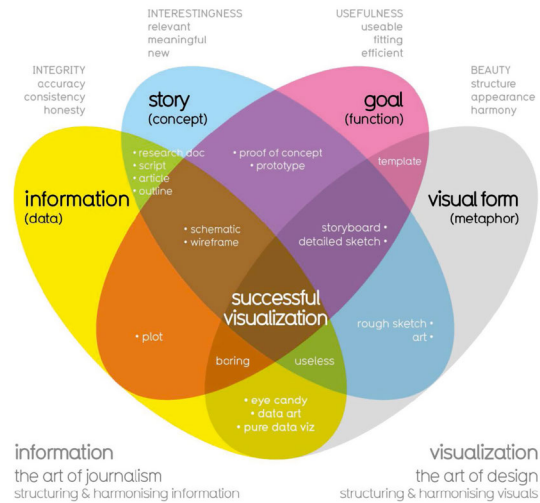 INTERESTINGNESS
relevant
meaningful
new
USEFULNESS
useable
fitting
efficient
INTEGRITY
accuracy
consistency
honesty
BEAUTY
structure
appearance
harmony
story
(concept)
goal
(function)
information
(data)
visual form
(metaphor)
• research doc
• script
• article
• outline
• proof of concept
• prototype
template
• schematic
• wireframe
storyboard •
detailed sketch •
successful
visualization
• plot
rough sketch •
art •
boring
useless
• eye candy
• data art
• pure data viz
information
the art of journalism
structuring & harmonising information
visualization
the art of design
structuring & harmonising visuals